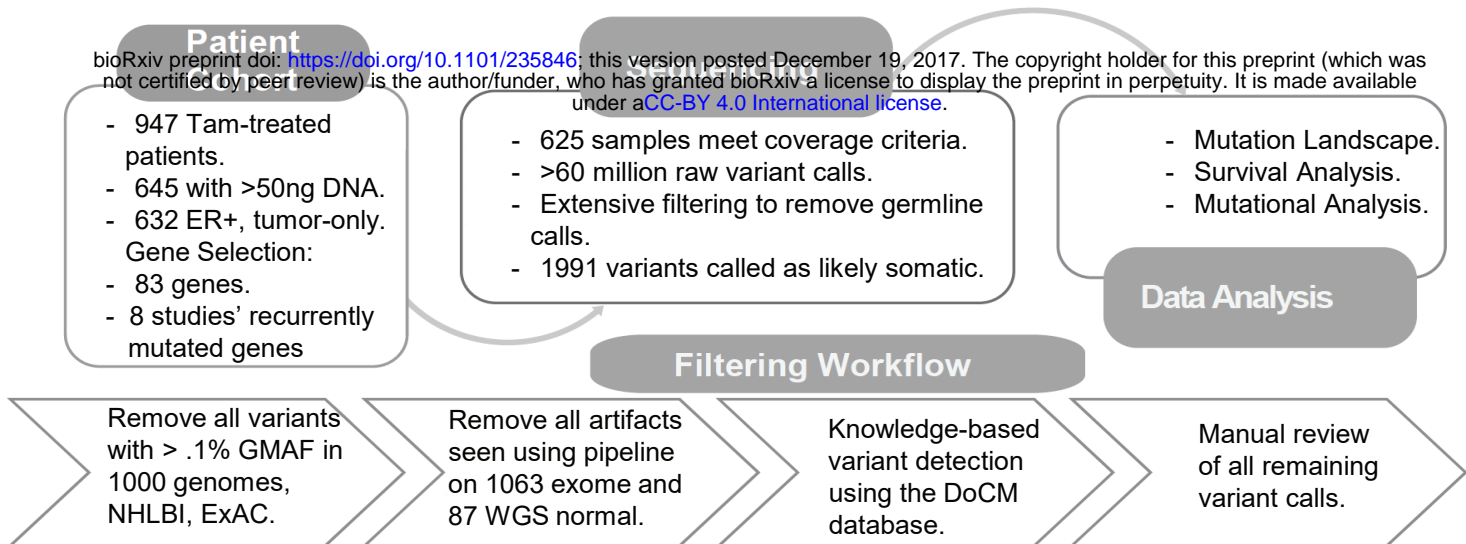 Patient
Cohort
Sequencing
bioRxiv preprint doi: https://doi.org/10.1101/235846; this version posted December 19, 2017. The copyright holder for this preprint (which was
not certified by peer review) is the author/funder, who has granted bioRxiv a license to display the preprint in perpetuity. It is made available
under aCC-BY 4.0 International license.
- 947 Tam-treated
patients.
- 645 with >50ng DNA.
- 632 ER+, tumor-only.
Gene Selection:
- 83 genes.
- 8 studies’ recurrently
mutated genes
- 625 samples meet coverage criteria.
- >60 million raw variant calls.
- Extensive filtering to remove germline
calls.
- 1991 variants called as likely somatic.
- Mutation Landscape.
- Survival Analysis.
- Mutational Analysis.
Data Analysis
Filtering Workflow
Remove all variants
with > .1% GMAF in
1000 genomes,
NHLBI, ExAC.
Remove all artifacts
seen using pipeline
on 1063 exome and
87 WGS normal.
Knowledge-based
variant detection
using the DoCM
database.
Manual review
of all remaining
variant calls.